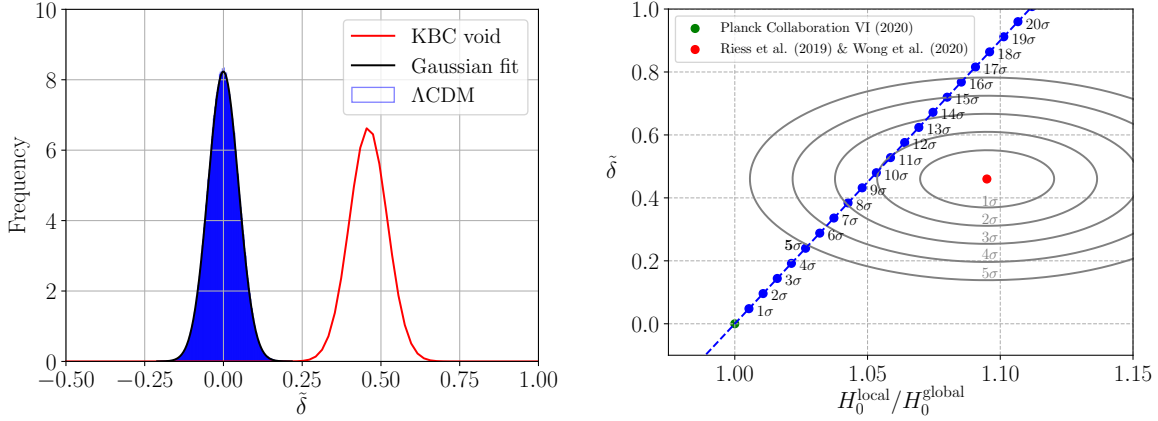 10
8
6
4
2
0
Frequency
−0.50
−0.25
0.00
0.25
0.50
0.75
1.00
δ̃
KBC void
Gaussian fit
ΛCDM
1.0
0.8
0.6
0.4
0.2
0.0
δ̃
Planck Collaboration VI (2020)
Riess et al. (2019) & Wong et al. (2020)
20σ
19σ
18σ
17σ
16σ
15σ
14σ
13σ
12σ
11σ
10σ
9σ
8σ
7σ
6σ
5σ
4σ
3σ
2σ
1σ
1σ
2σ
3σ
4σ
5σ
1.00
1.05
1.10
1.15
H₀^local/H₀^global